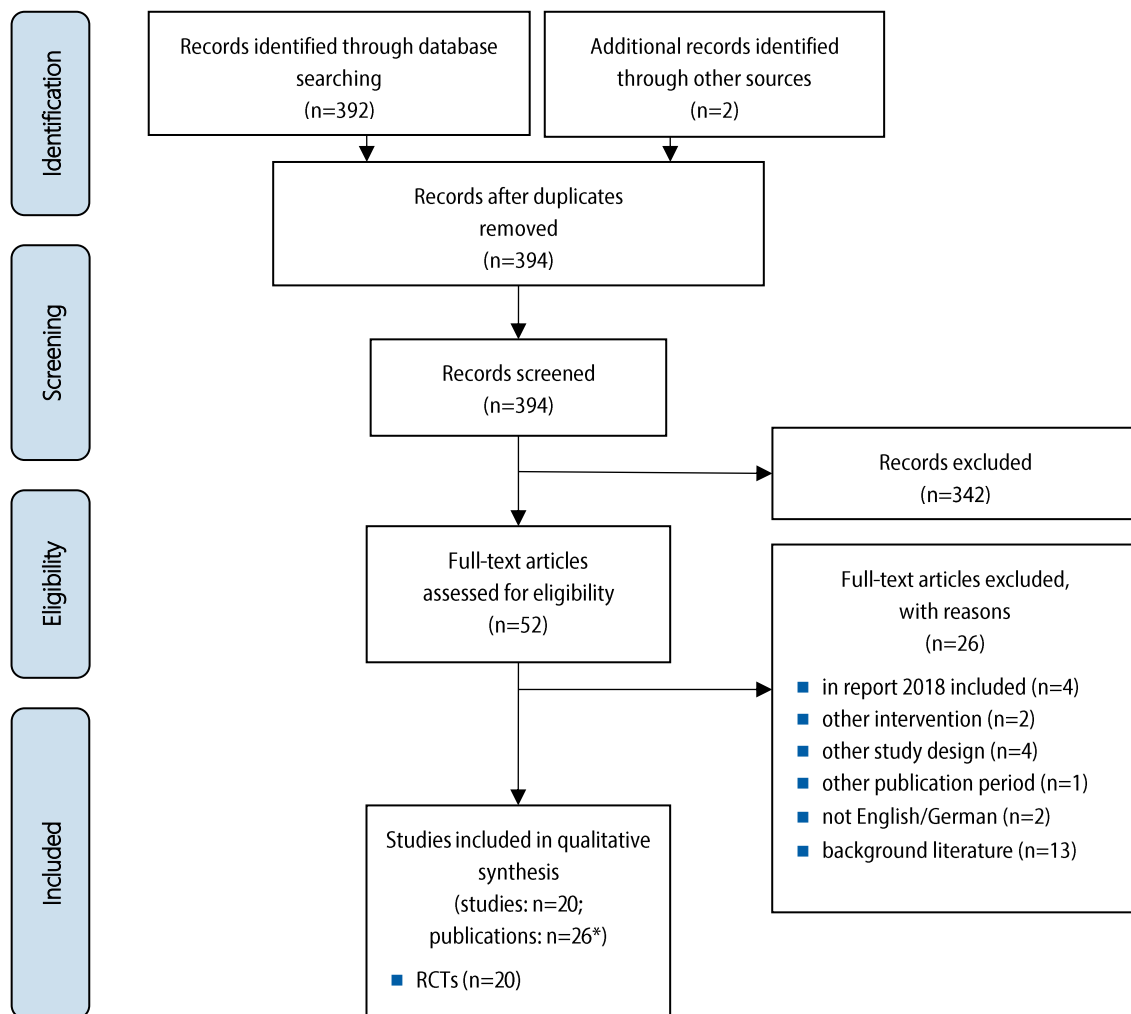 Identification
Records identified through database
searching
(n=392)
Additional records identified
through other sources
(n=2)
Records after duplicates
removed
(n=394)
Screening
Records screened
(n=394)
Records excluded
(n=342)
Eligibility
Full-text articles
assessed for eligibility
(n=52)
Full-text articles excluded,
with reasons
(n=26)
in report 2018 included (n=4)
other intervention (n=2)
other study design (n=4)
other publication period (n=1)
not English/German (n=2)
background literature (n=13)
Included
Studies included in qualitative
synthesis
(studies: n=20;
publications: n=26*)
RCTs (n=20)